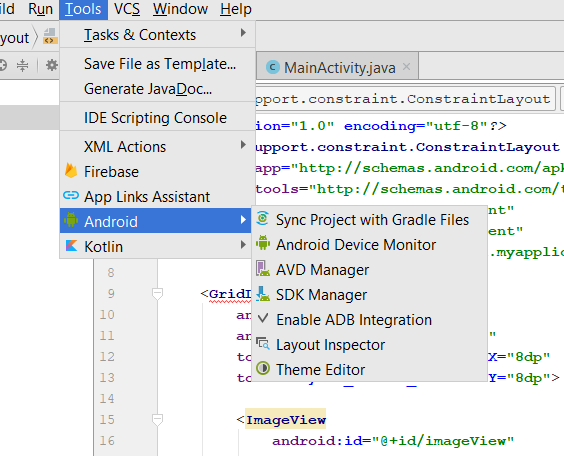 ild Run Tools VCS Window Help
yout
Tasks & Contexts
Save File as Template...
MainActivity.java ×
Generate JavaDoc...
pport.constraint.ConstraintLayout
IDE Scripting Console
sion="1.0" encoding="utf-8"?>
XML Actions
upport.constraint.ConstraintLayout
Firebase
app="http://schemas.android.com/apk
App Links Assistant
tools="http://schemas.android.com/t
Android
Sync Project with Gradle Files
ent"
Kotlin
Android Device Monitor
ent"
AVD Manager
.myapplic
8
9 <GridL
SDK Manager
10 an
Enable ADB Integration
11 an
Layout Inspector
"
12 to
X="8dp"
Theme Editor
13 to
Y="8dp">
14
15 <ImageView
16 android:id="@+id/imageView"